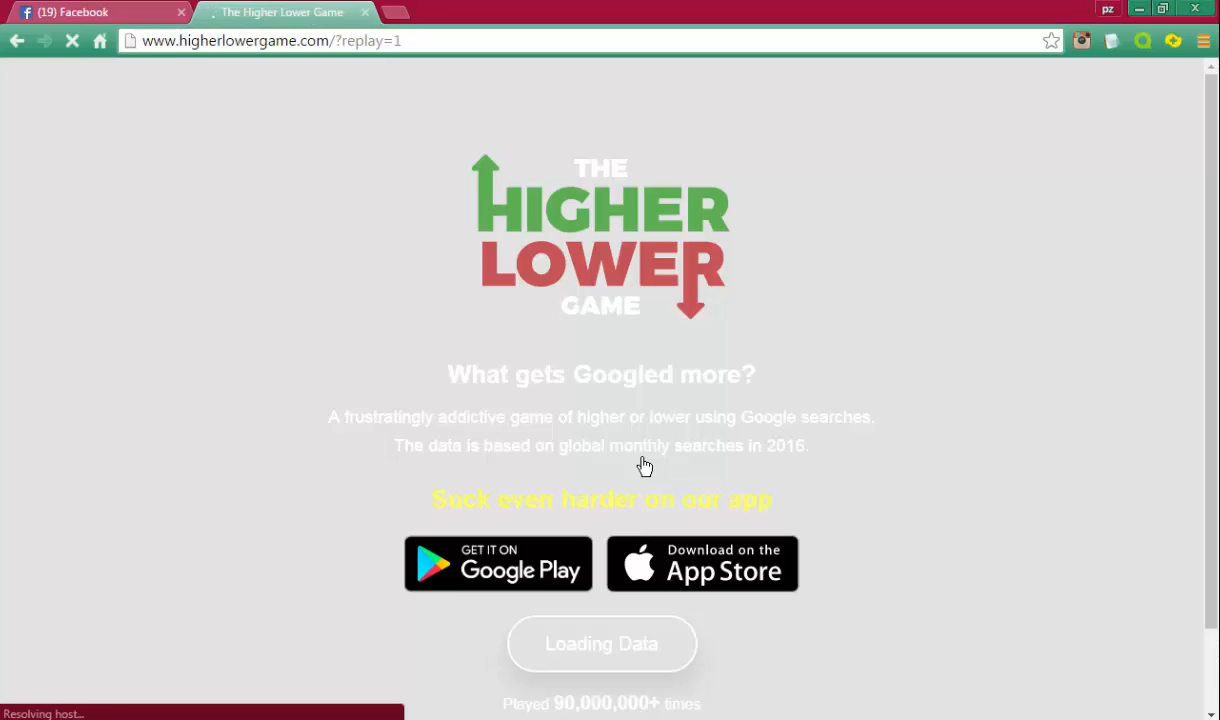 (19) Facebook
The Higher Lower Game
pz
www.higherlowergame.com/?replay=1
THE
HIGHER
LOWER
GAME
What gets Googled more?
A frustratingly addictive game of higher or lower using Google searches.
The data is based on global monthly searches in 2016.
Suck even harder on our app
GET IT ON
Google Play
Download on the
App Store
Loading Data
Played 90,000,000+ times
Resolving host...